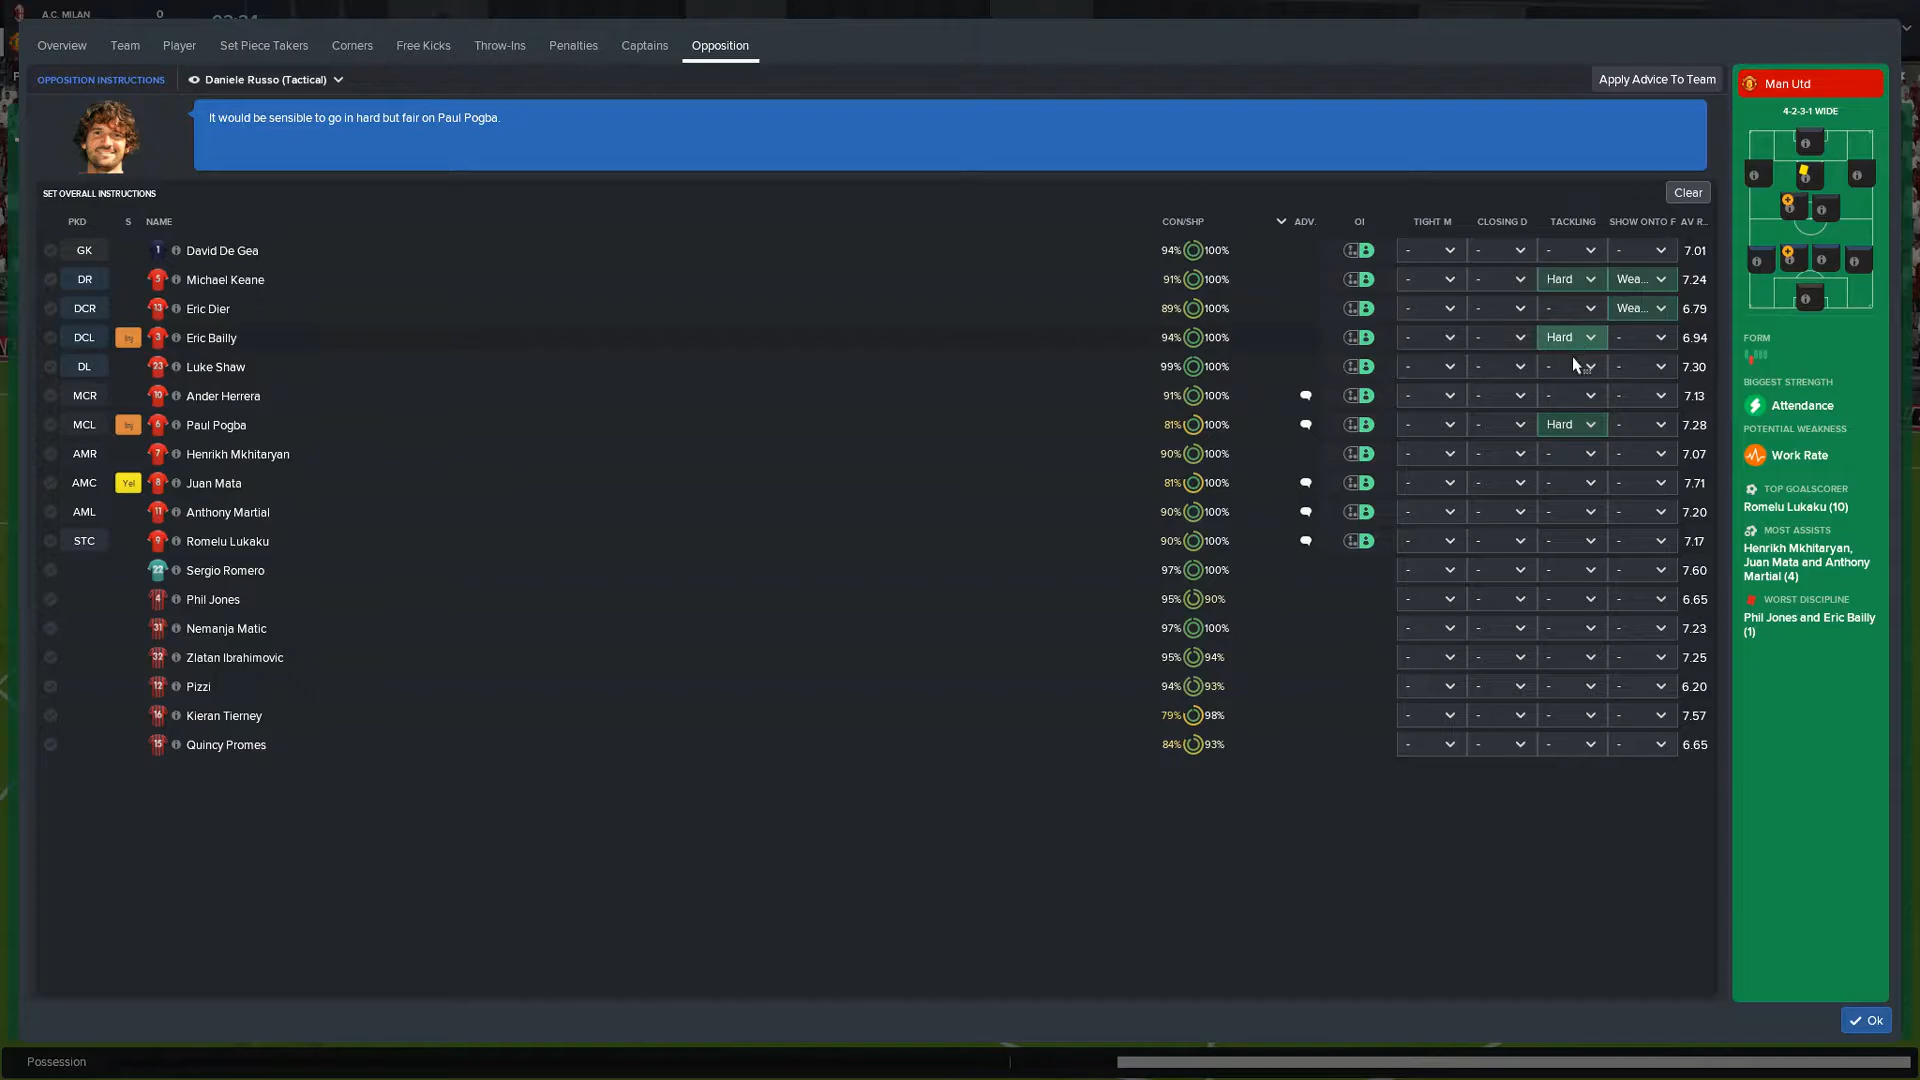 A.C. MILAN 0
Overview Team Player Set Piece Takers Corners Free Kicks Throw-Ins Penalties Captains Opposition
OPPOSITION INSTRUCTIONS Daniele Russo (Tactical) Apply Advice To Team
It would be sensible to go in hard but fair on Paul Pogba.
SET OVERALL INSTRUCTIONS Clear
PKD S NAME CON/SHP ADV. OI TIGHT M CLOSING D TACKLING SHOW ONTO F AV R...
GK 1 David De Gea 94% 100% - - - - 7.01
DR 5 Michael Keane 91% 100% - - Hard Wea... 7.24
DCR 13 Eric Dier 89% 100% - - - Wea... 6.79
DCL Inj 3 Eric Bailly 94% 100% - - Hard - 6.94
DL 23 Luke Shaw 99% 100% - - - - 7.30
MCR 10 Ander Herrera 91% 100% - - - - 7.13
MCL Inj 6 Paul Pogba 81% 100% - - Hard - 7.28
AMR 7 Henrikh Mkhitaryan 90% 100% - - - - 7.07
AMC Yel 8 Juan Mata 81% 100% - - - - 7.71
AML 11 Anthony Martial 90% 100% - - - - 7.20
STC 9 Romelu Lukaku 90% 100% - - - - 7.17
22 Sergio Romero 97% 100% - - - - 7.60
4 Phil Jones 95% 90% - - - - 6.65
31 Nemanja Matic 97% 100% - - - - 7.23
32 Zlatan Ibrahimovic 95% 94% - - - - 7.25
12 Pizzi 94% 93% - - - - 6.20
16 Kieran Tierney 79% 98% - - - - 7.57
15 Quincy Promes 84% 93% - - - - 6.65
Man Utd
4-2-3-1 WIDE
FORM
BIGGEST STRENGTH
Attendance
POTENTIAL WEAKNESS
Work Rate
TOP GOALSCORER
Romelu Lukaku (10)
MOST ASSISTS
Henrikh Mkhitaryan,
Juan Mata and Anthony
Martial (4)
WORST DISCIPLINE
Phil Jones and Eric Bailly
(1)
Ok
Possession